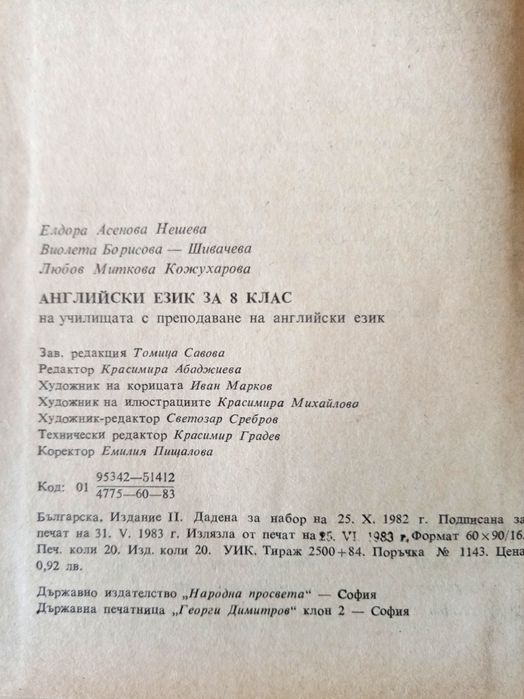 Елдора Асенова Нешева
Виолета Борисова — Шивачева
Любов Миткова Кожухарова
АНГЛИЙСКИ ЕЗИК ЗА 8 КЛАС
на училищата с преподаване на английски език
Зав. редакция Томица Савова
Редактор Красимира Абаджиева
Художник на корицата Иван Марков
Художник на илюстрациите Красимира Михайлова
Художник-редактор Светозар Сребров
Технически редактор Красимир Градев
Коректор Емилия Пищалова
95342—51412
Код: 01
4775—60—83
Българска. Издание II. Дадена за набор на 25. X. 1982 г. Подписана за
печат на 31. V. 1983 г. Излязла от печат на 25. VI 1983 г. Формат 60×90/16.
Печ. коли 20. Изд. коли 20. УИК. Тираж 2500+84. Поръчка № 1143. Цена
0,92 лв.
Държавно издателство „Народна просвета“ — София
Държавна печатница „Георги Димитров“ клон 2 — София